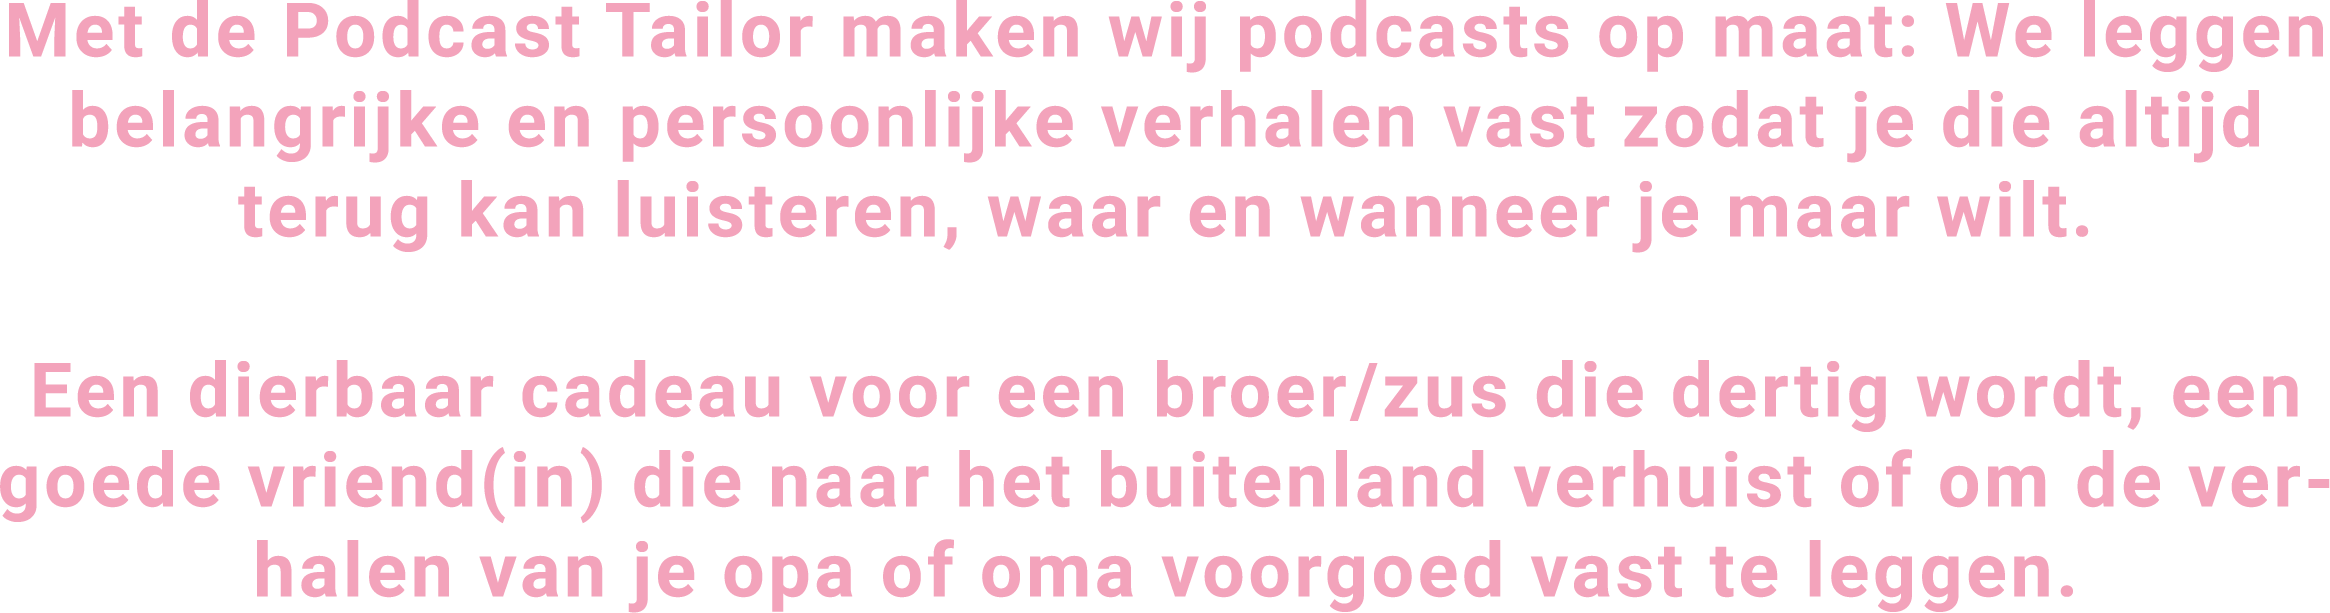 Met de Podcast Tailor maken wij podcasts op maat: We leggen
belangrijke en persoonlijke verhalen vast zodat je die altijd
terug kan luisteren, waar en wanneer je maar wilt.
Een dierbaar cadeau voor een broer/zus die dertig wordt, een
goede vriend(in) die naar het buitenland verhuist of om de ver-
halen van je opa of oma voorgoed vast te leggen.